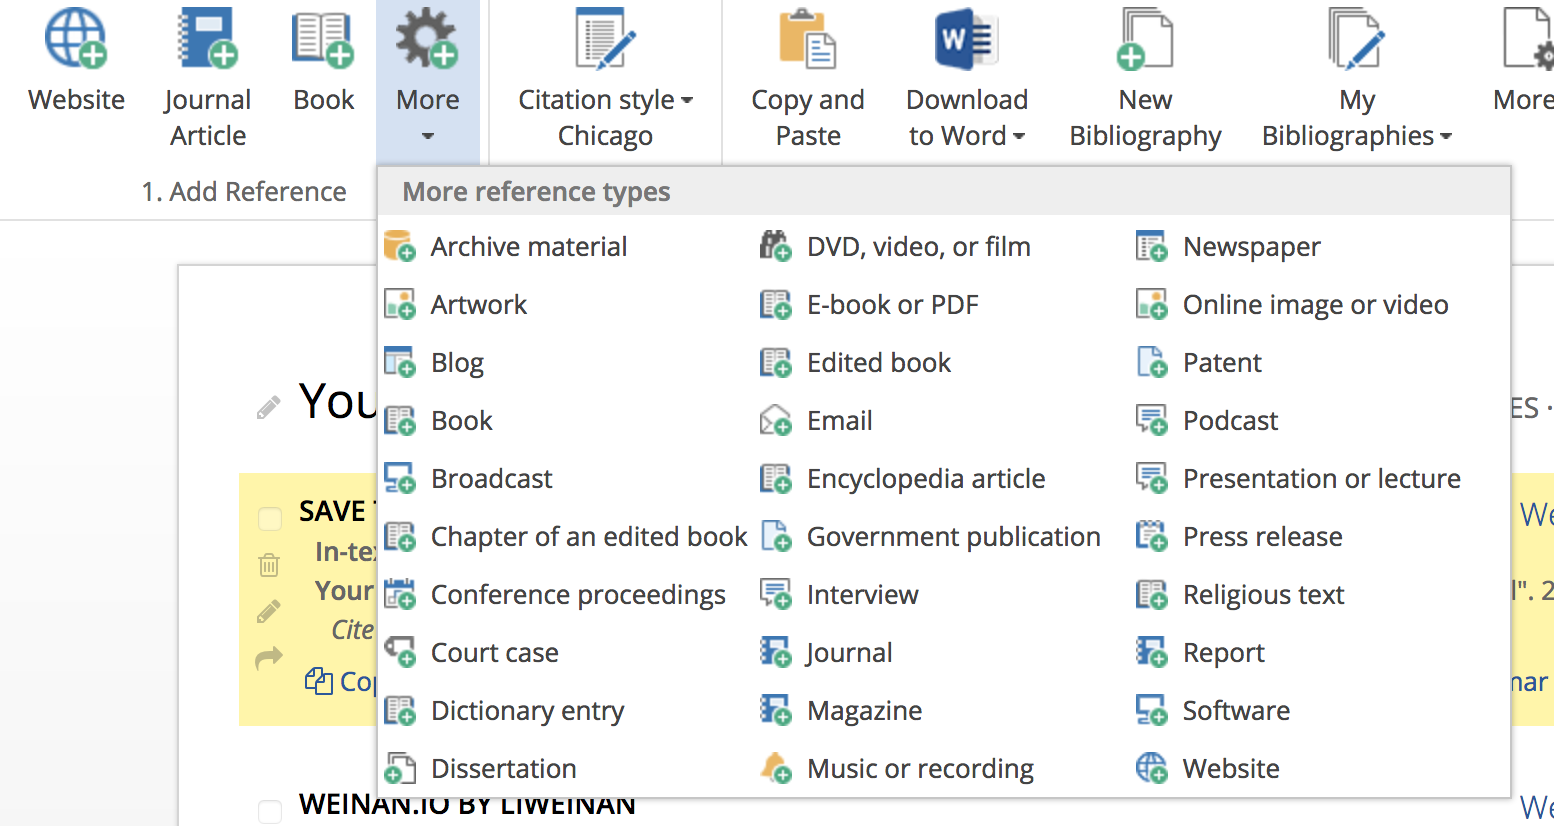 Website
Journal
Article
Book
More
Citation style
Chicago
Copy and
Paste
Download
to Word
New
Bibliography
My
Bibliographies
More
1. Add Reference
More reference types
Archive material
DVD, video, or film
Newspaper
Artwork
E-book or PDF
Online image or video
Blog
Edited book
Patent
Book
Email
Podcast
Broadcast
Encyclopedia article
Presentation or lecture
Chapter of an edited book
Government publication
Press release
Conference proceedings
Interview
Religious text
Court case
Journal
Report
Dictionary entry
Magazine
Software
Dissertation
Music or recording
Website
You
ES ·
SAVE
We
In-te
Your
l". 2
Cite
Cop
mar
WEINAN.IO BY LIWEINAN
We